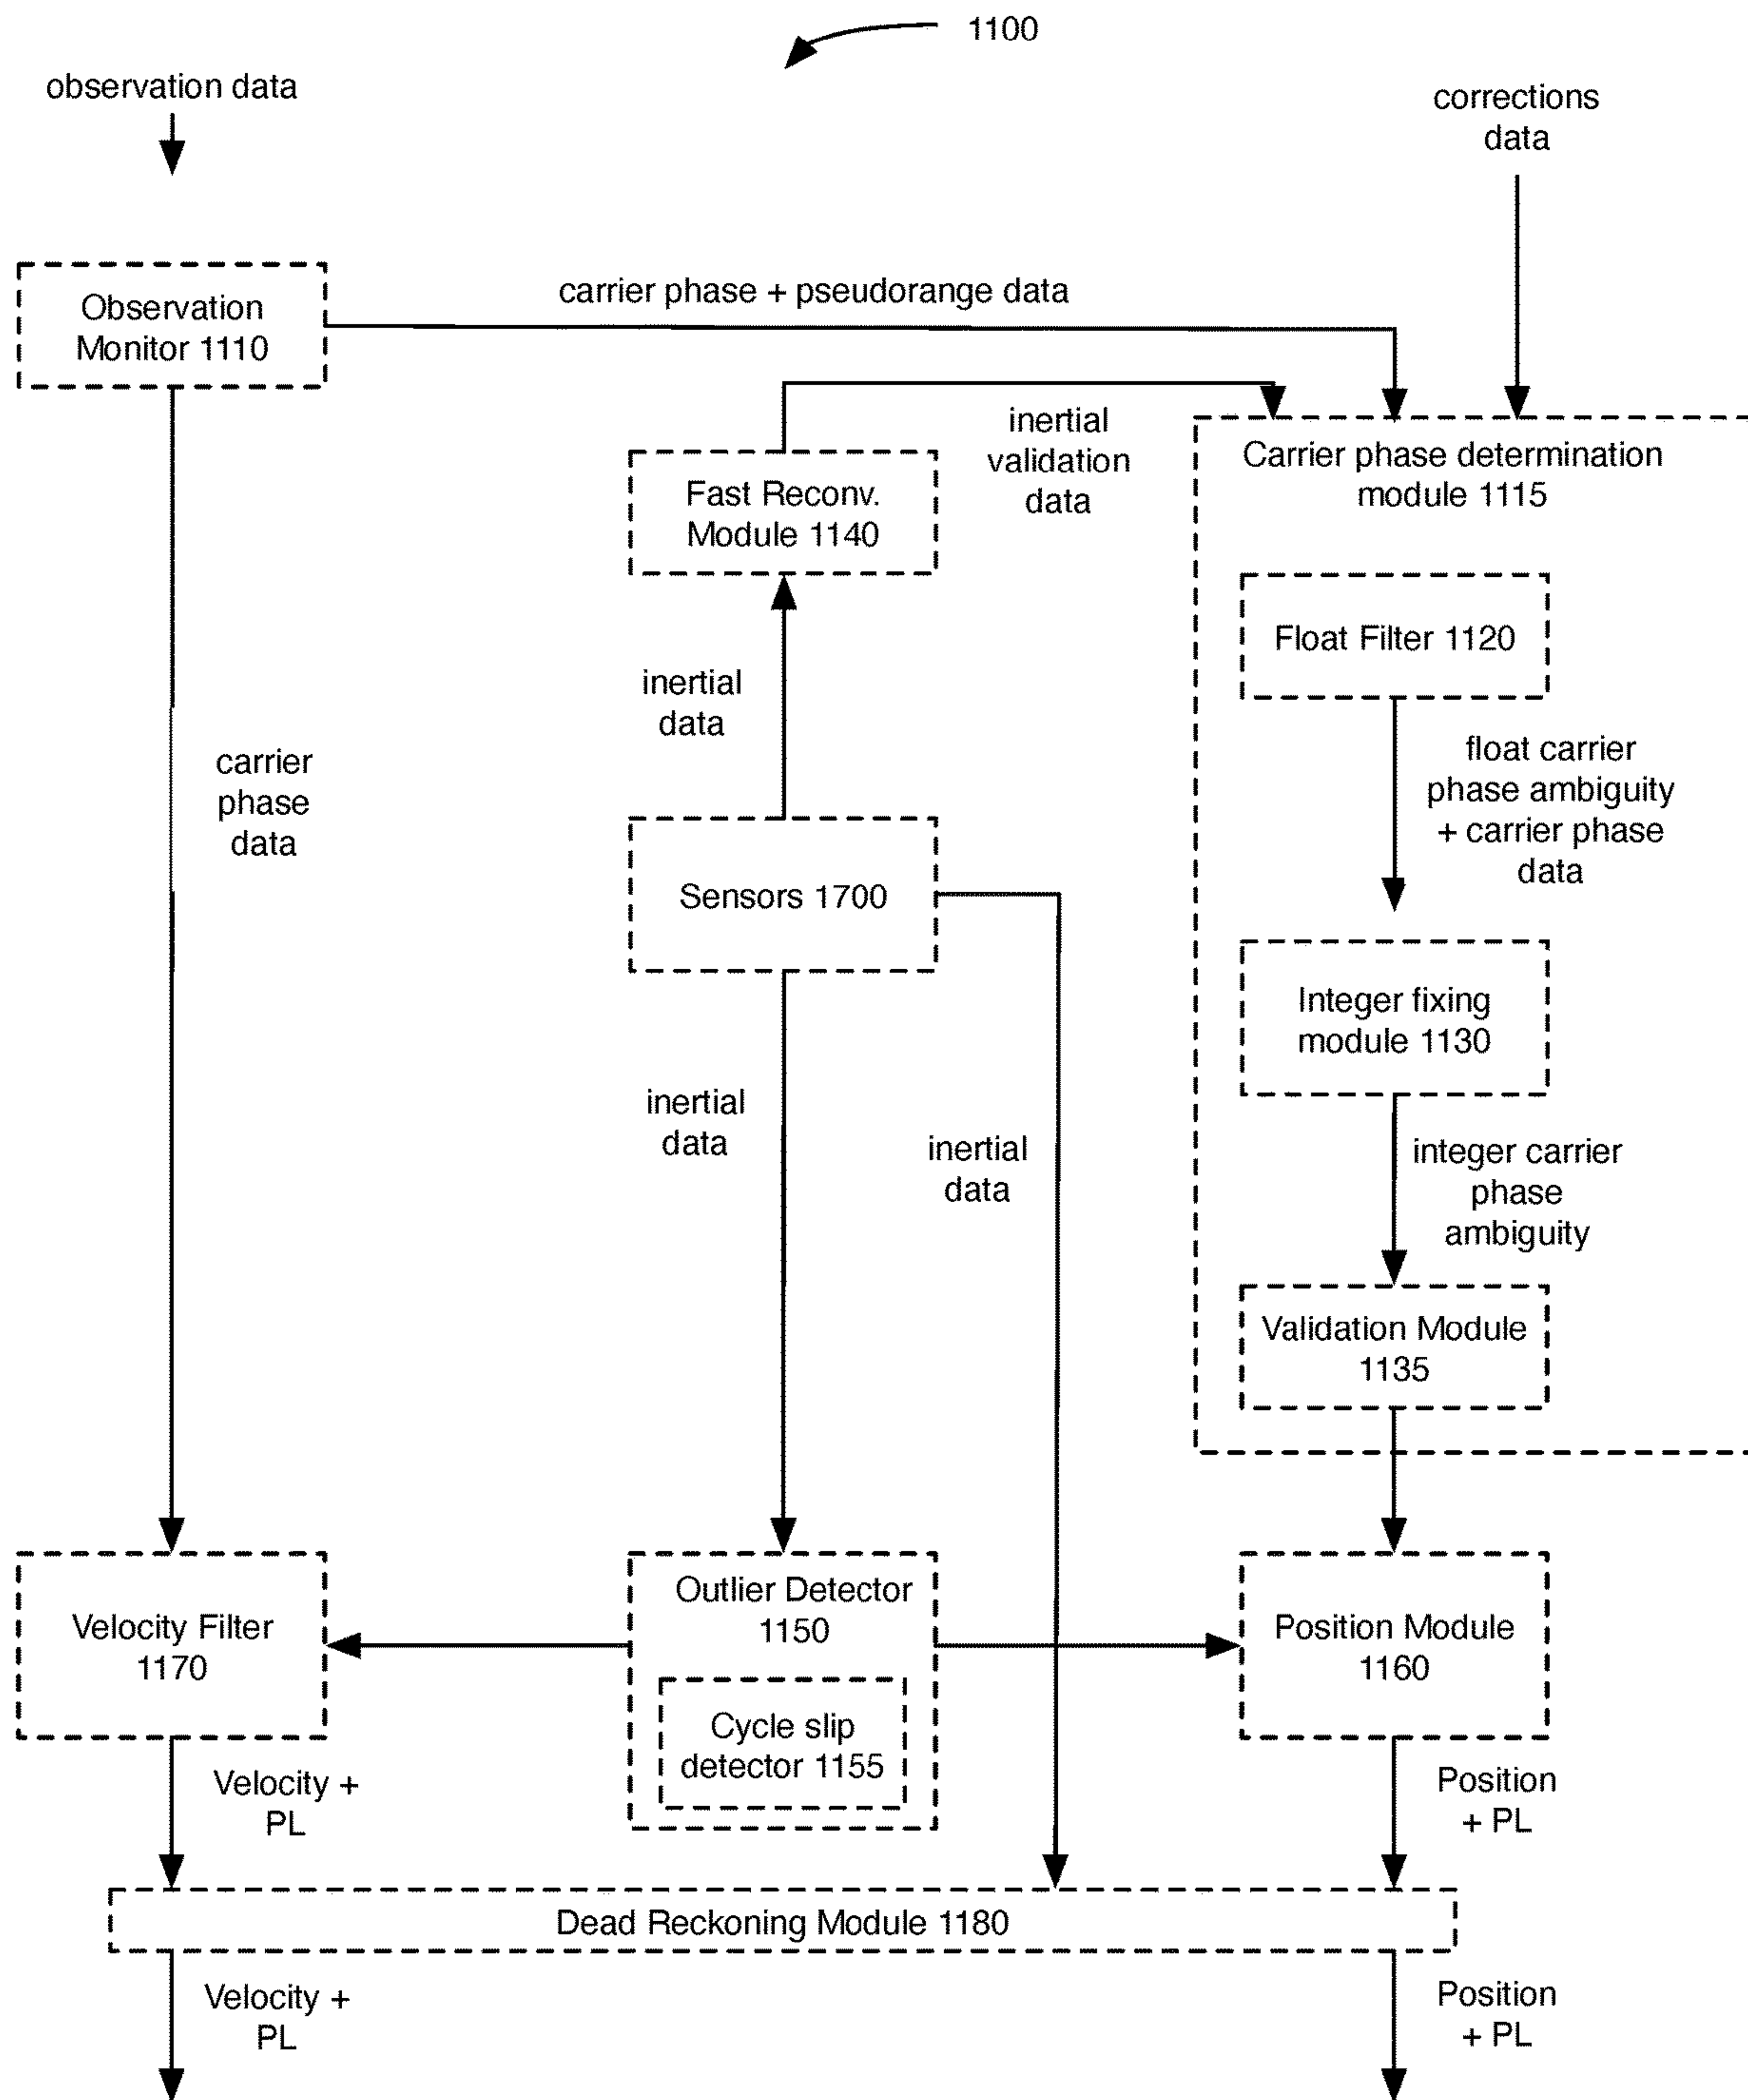 1100
observation data
corrections
data
Observation
Monitor 1110
carrier phase + pseudorange data
inertial
validation
data
Carrier phase determination
module 1115
Fast Reconv.
Module 1140
Float Filter 1120
inertial
data
carrier
phase
data
float carrier
phase ambiguity
+ carrier phase
data
Sensors 1700
Integer fixing
module 1130
inertial
data
inertial
data
integer carrier
phase
ambiguity
Validation Module
1135
Velocity Filter
1170
Outlier Detector
1150
Cycle slip
detector 1155
Position Module
1160
Velocity +
PL
Position
+ PL
Dead Reckoning Module 1180
Velocity +
PL
Position
+ PL